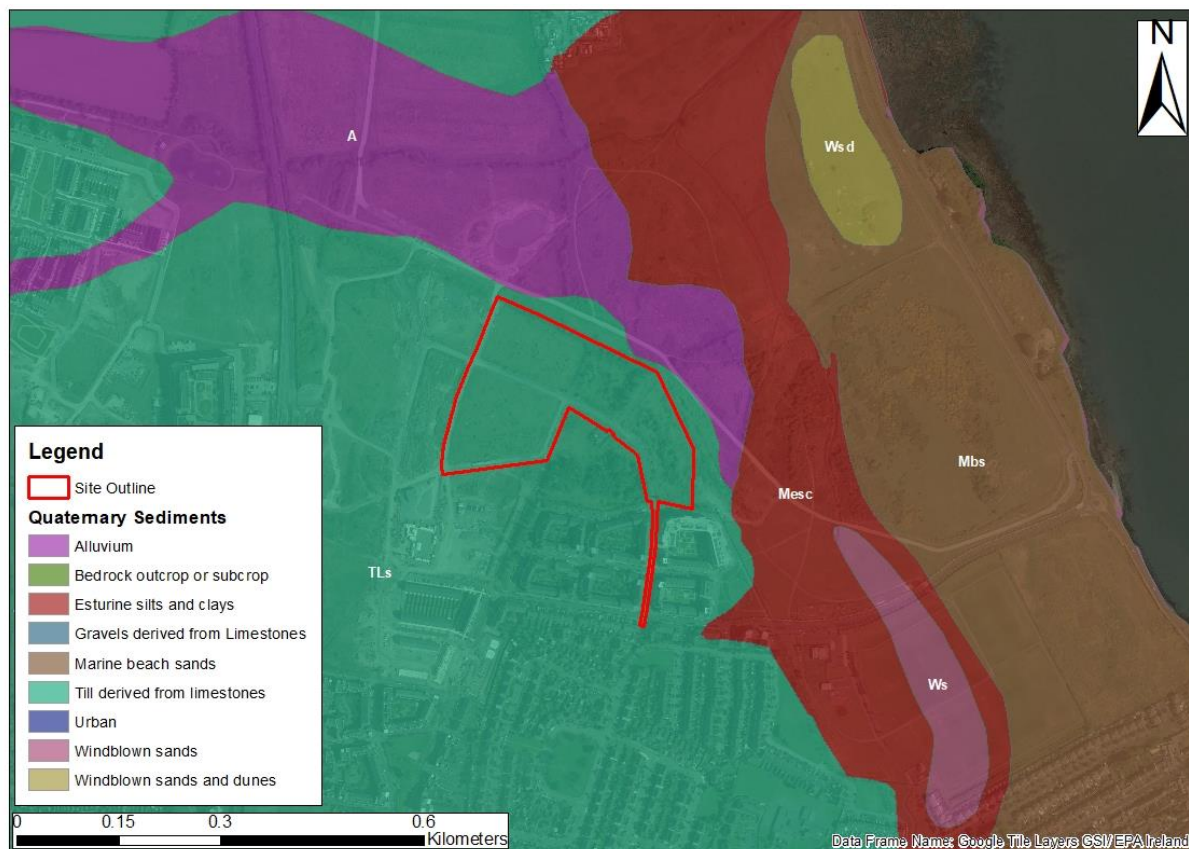 N
A
Wsd
Mbs
Mesc
TLs
Ws
Legend
Site Outline
Quaternary Sediments
Alluvium
Bedrock outcrop or subcrop
Esturine silts and clays
Gravels derived from Limestones
Marine beach sands
Till derived from limestones
Urban
Windblown sands
Windblown sands and dunes
0 0.15 0.3 0.6
Kilometers
Data Frame Name: Google Tile Layers GSI/EPA Ireland